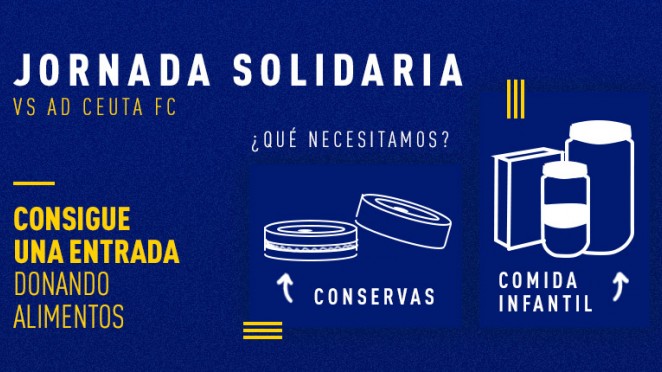 JORNADA SOLIDARIA
VS AD CEUTA FC
¿QUÉ NECESITAMOS?
CONSIGUE
UNA ENTRADA
DONANDO
ALIMENTOS
CONSERVAS
COMIDA
INFANTIL